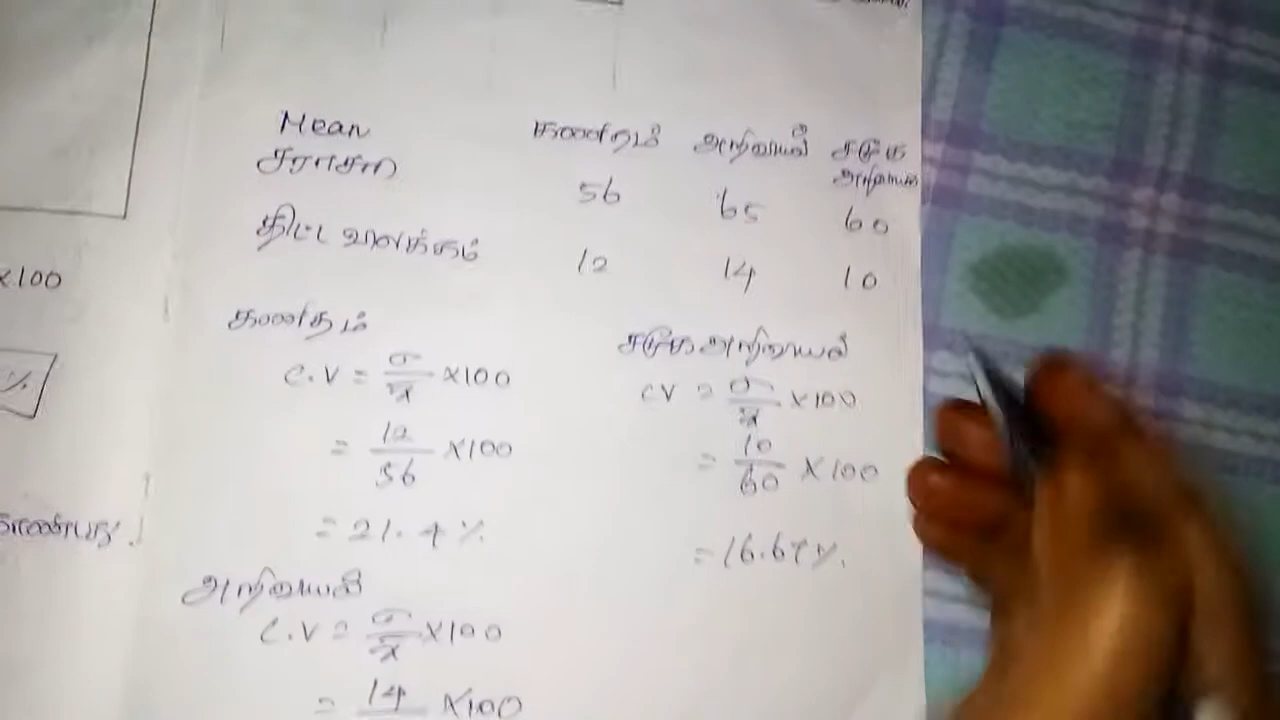 Mean கணிதம் அறிவியல் சமூக
சராசரி அறிவியல்
56 65 60
திட்ட விலக்கம் 12 14 10
×100
கணிதம்
C.V = σ/x̄ ×100
= 12/56 ×100
= 21.4%
அறிவியல்
C.V = σ/x̄ ×100
= 14 ×100
சமூக அறிவியல்
CV = σ/x̄ ×100
= 10/60 ×100
= 16.67%.